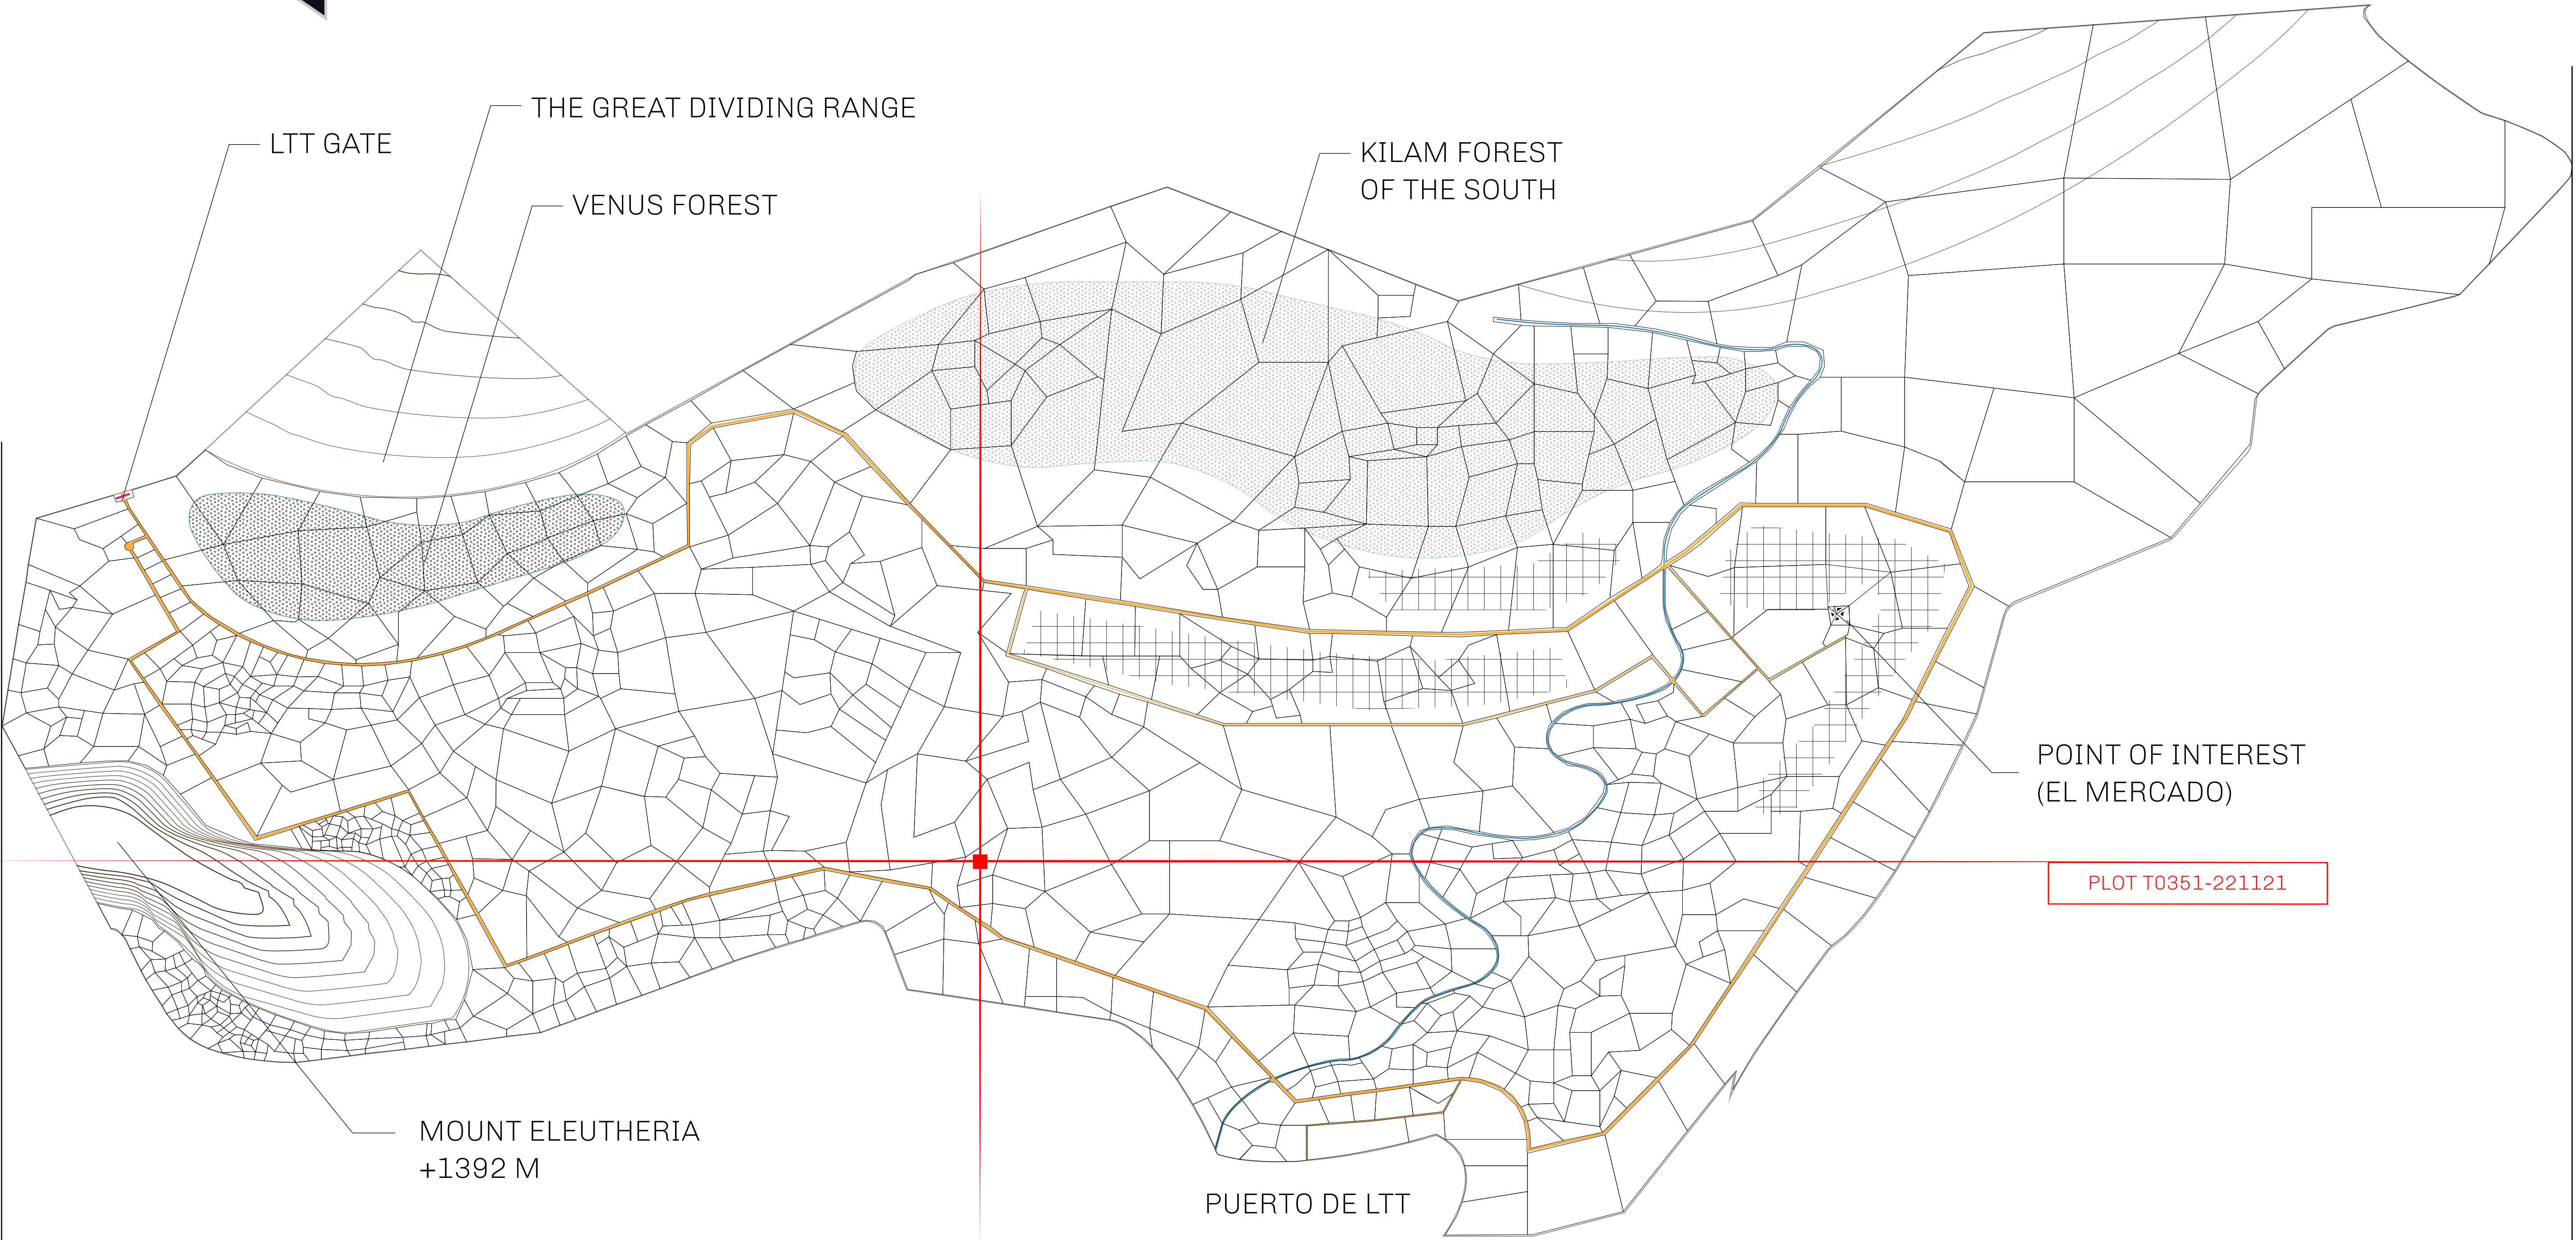 THE GREAT DIVIDING RANGE
LTT GATE
VENUS FOREST
KILAM FOREST
OF THE SOUTH
POINT OF INTEREST
(EL MERCADO)
PLOT T0351-221121
MOUNT ELEUTHERIA
+1392 M
PUERTO DE LTT